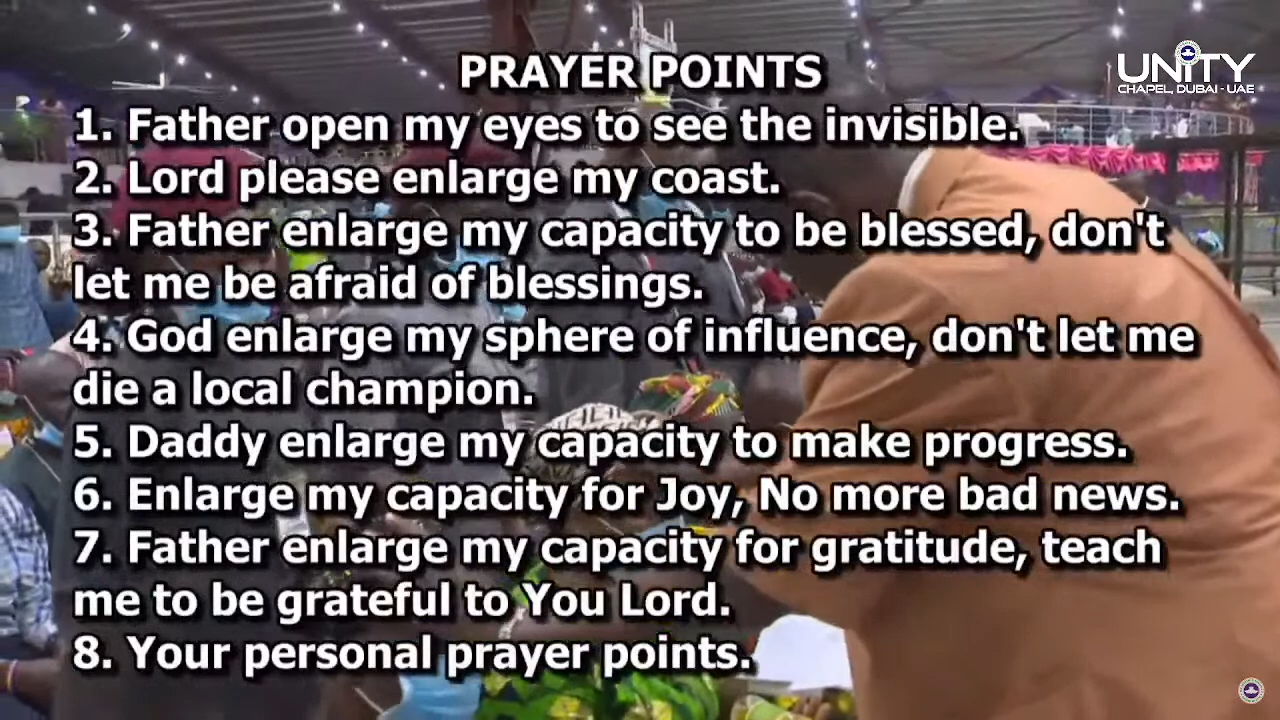 PRAYER POINTS
UNITY
CHAPEL, DUBAI - UAE
1. Father open my eyes to see the invisible.
2. Lord please enlarge my coast.
3. Father enlarge my capacity to be blessed, don't
let me be afraid of blessings.
4. God enlarge my sphere of influence, don't let me
die a local champion.
5. Daddy enlarge my capacity to make progress.
6. Enlarge my capacity for Joy, No more bad news.
7. Father enlarge my capacity for gratitude, teach
me to be grateful to You Lord.
8. Your personal prayer points.